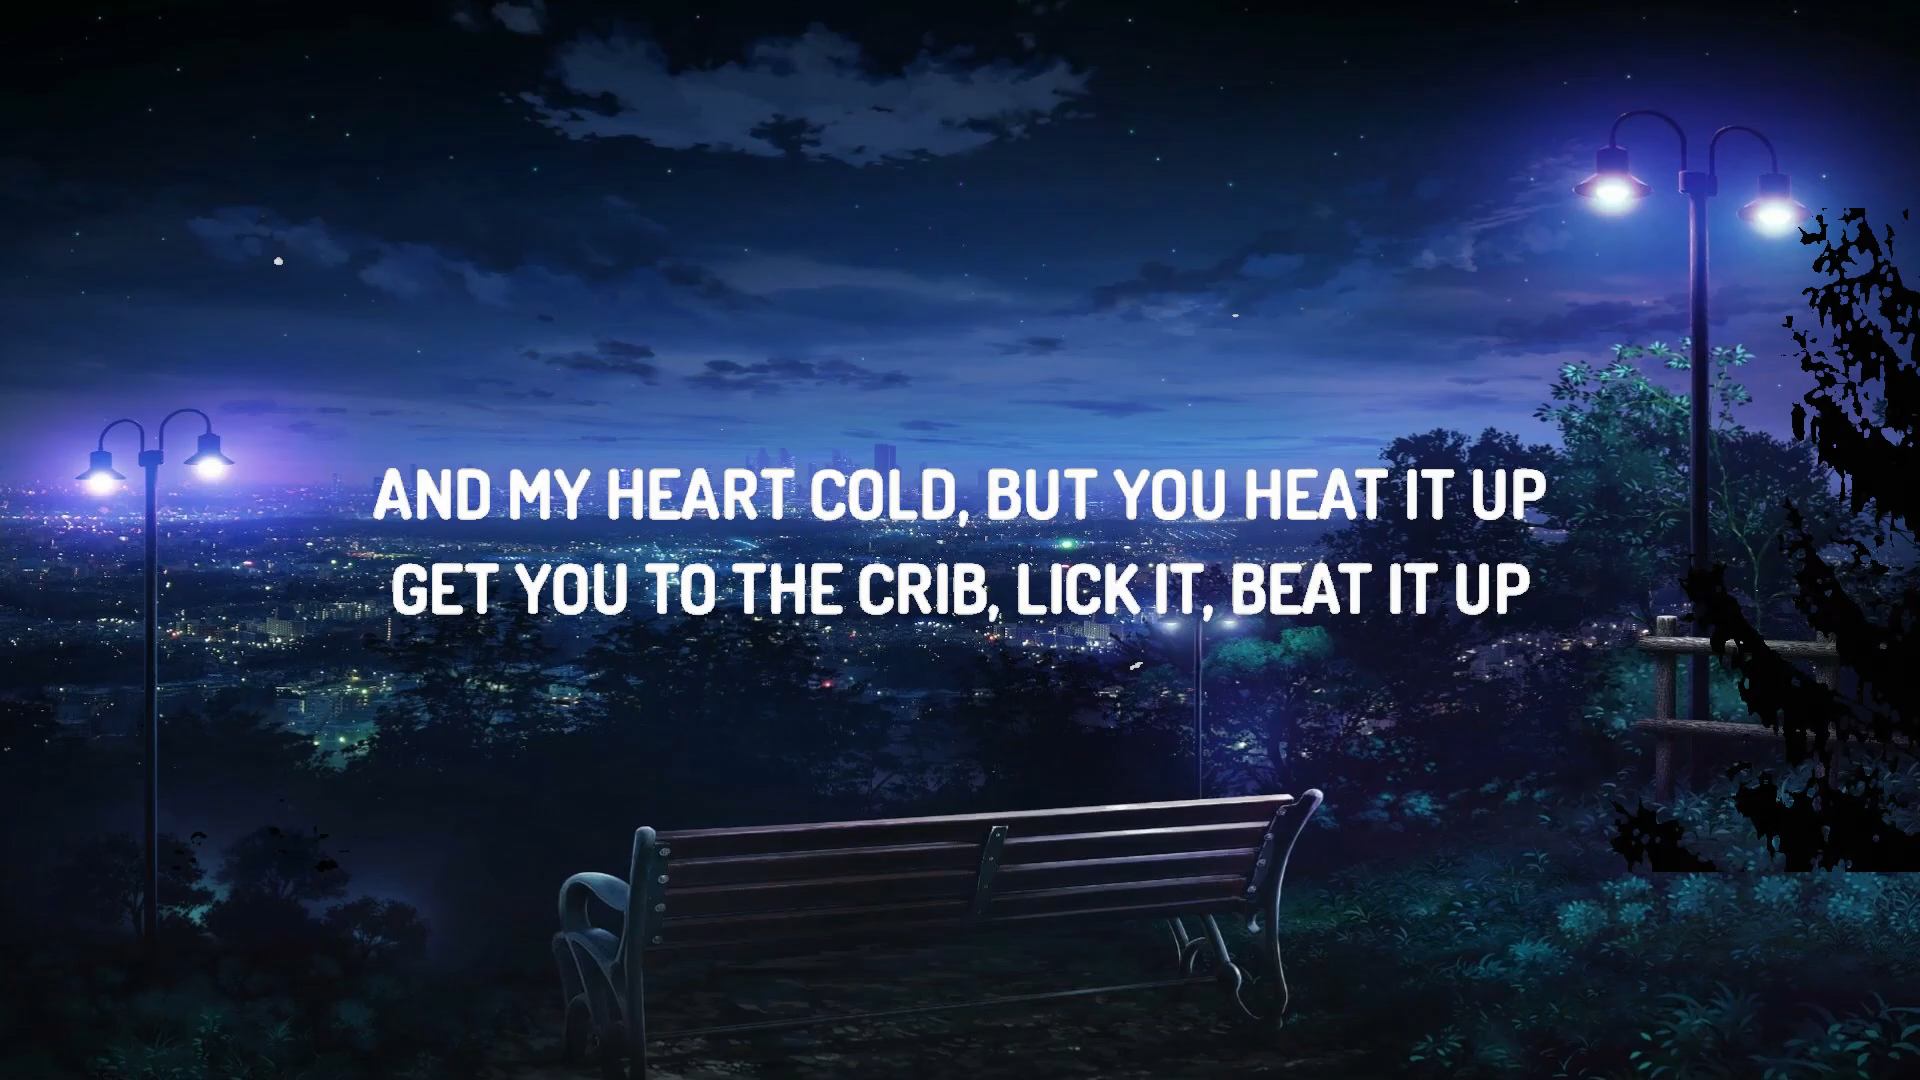 AND MY HEART COLD, BUT YOU HEAT IT UP
GET YOU TO THE CRIB, LICK IT, BEAT IT UP